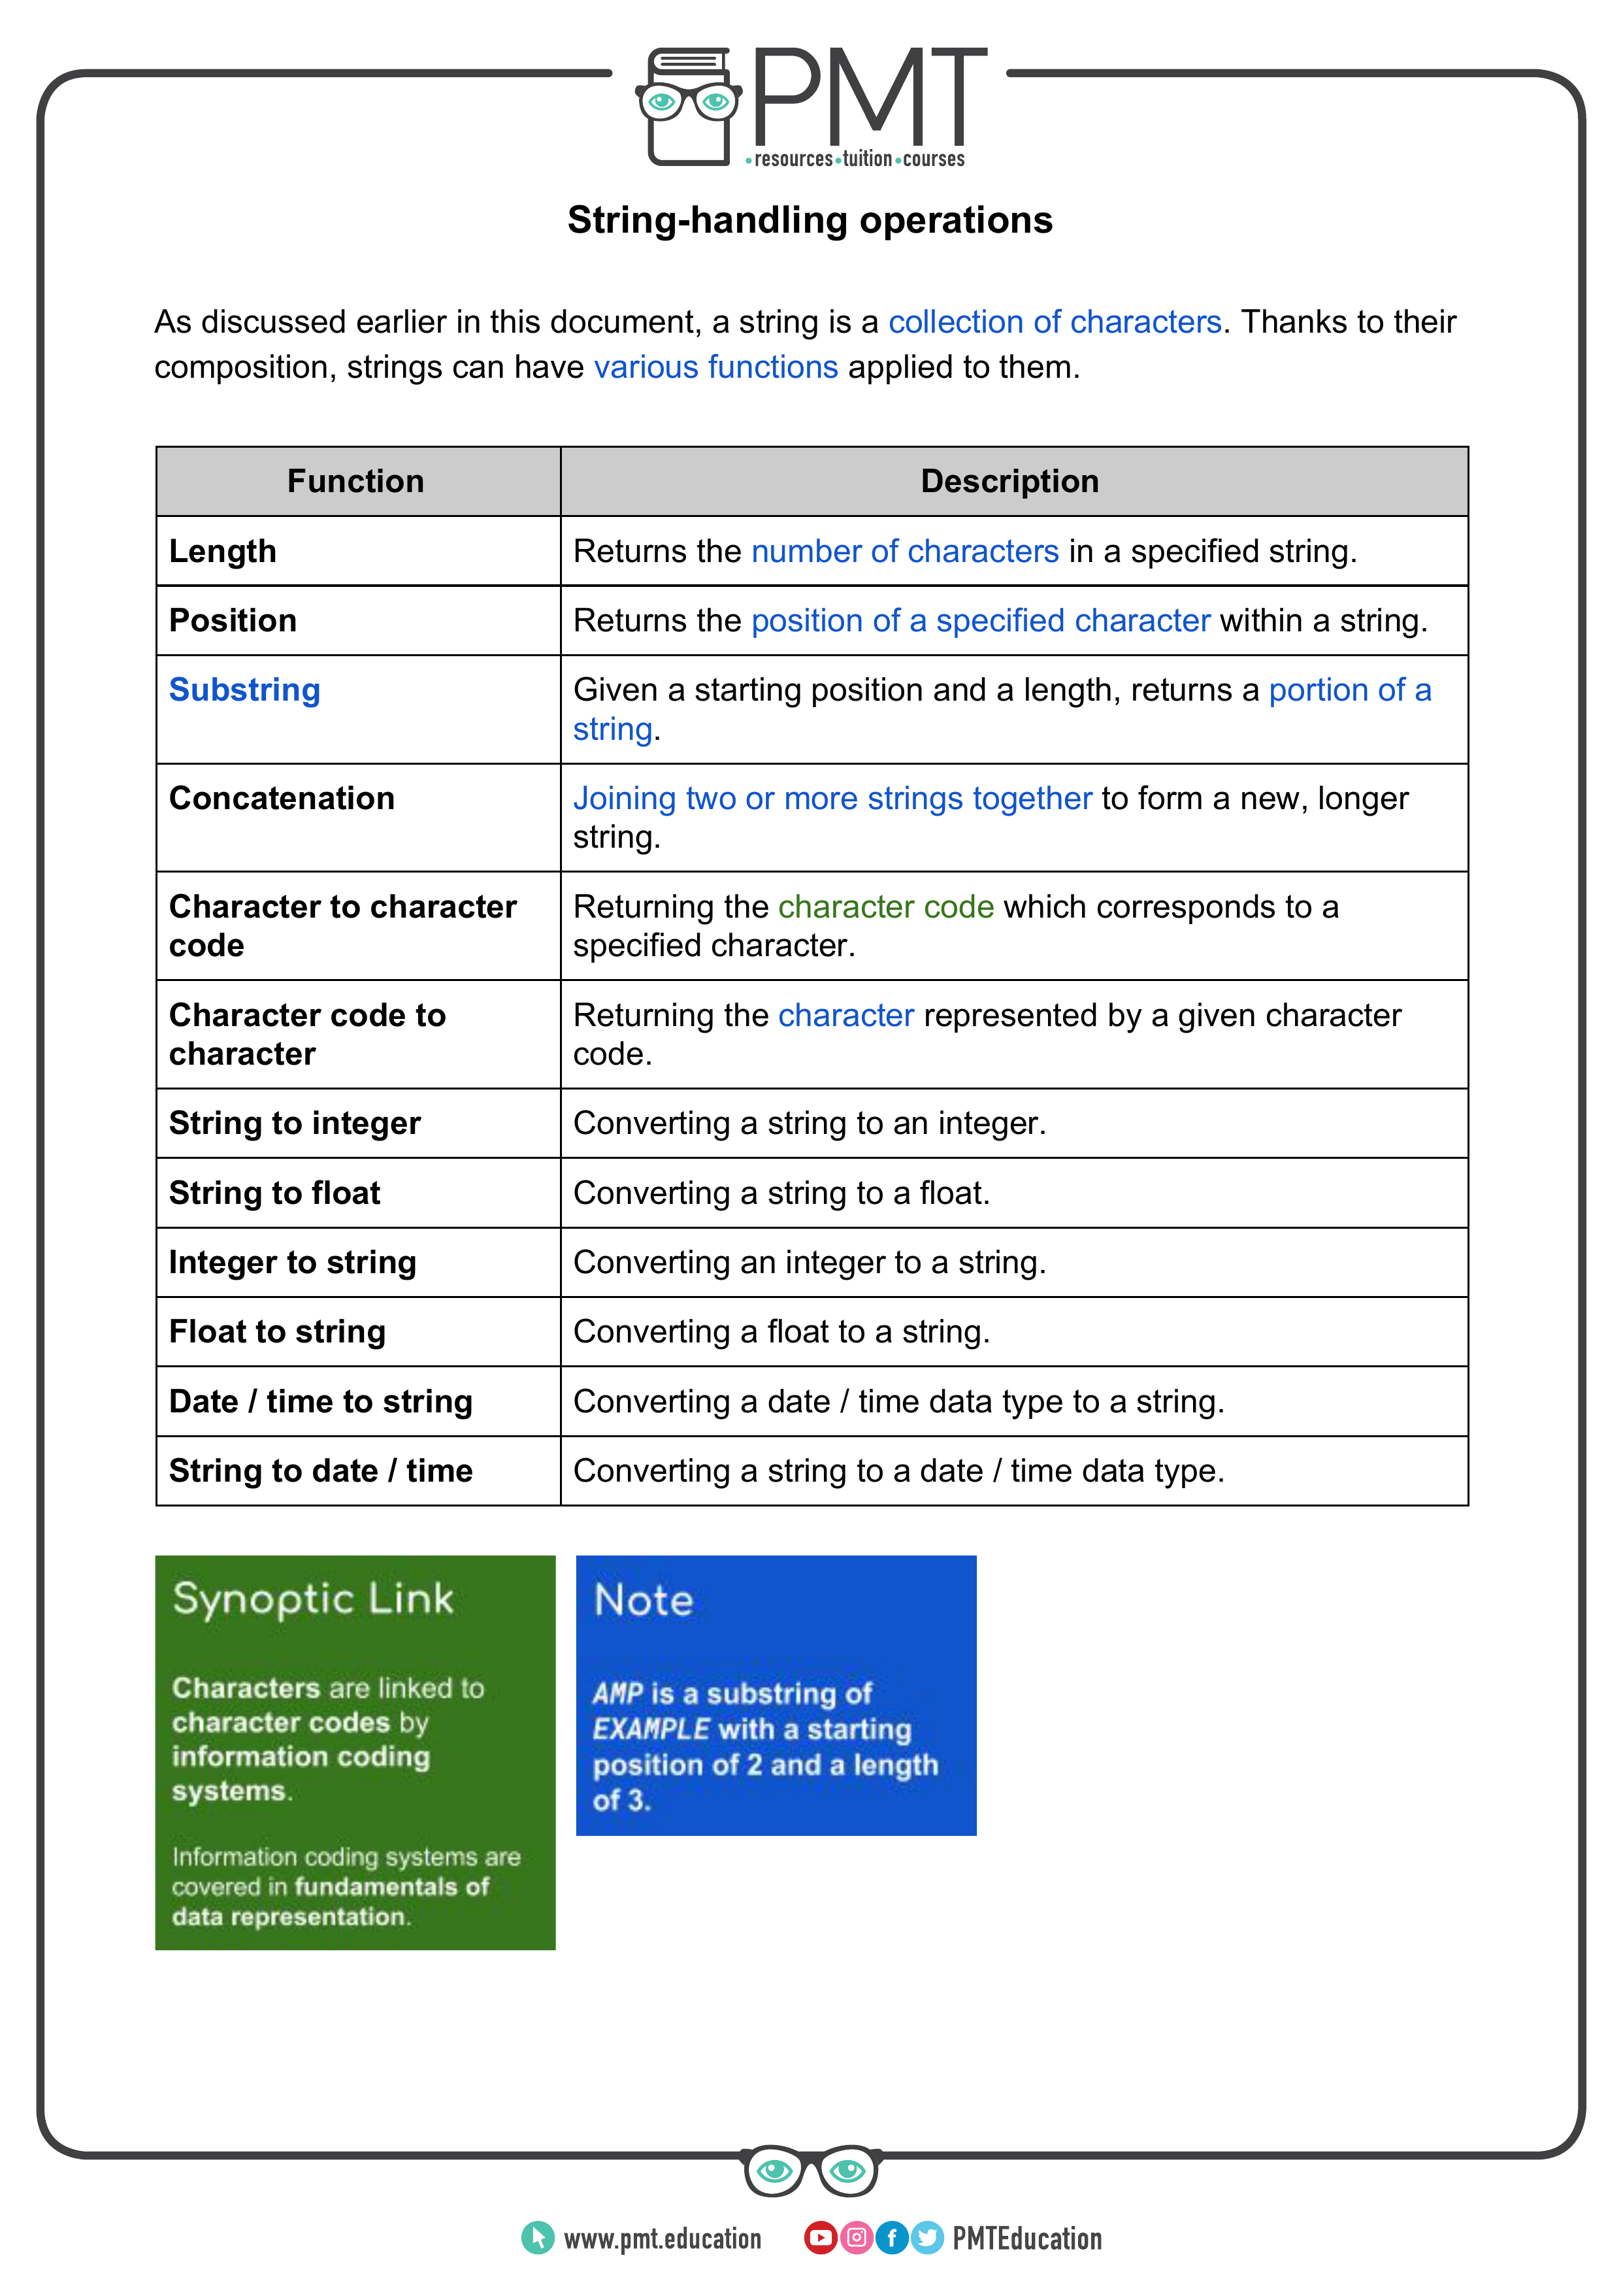 PMT
•resources•tuition•courses
String-handling operations
As discussed earlier in this document, a string is a collection of characters. Thanks to their
composition, strings can have various functions applied to them.
Function Description
Length Returns the number of characters in a specified string.
Position Returns the position of a specified character within a string.
Substring Given a starting position and a length, returns a portion of a
string.
Concatenation Joining two or more strings together to form a new, longer
string.
Character to character
code
Returning the character code which corresponds to a
specified character.
Character code to
character
Returning the character represented by a given character
code.
String to integer Converting a string to an integer.
String to float Converting a string to a float.
Integer to string Converting an integer to a string.
Float to string Converting a float to a string.
Date / time to string Converting a date / time data type to a string.
String to date / time Converting a string to a date / time data type.
Synoptic Link
Characters are linked to
character codes by
information coding
systems.
Information coding systems are
covered in fundamentals of
data representation.
Note
AMP is a substring of
EXAMPLE with a starting
position of 2 and a length
of 3.
www.pmt.education PMTEducation